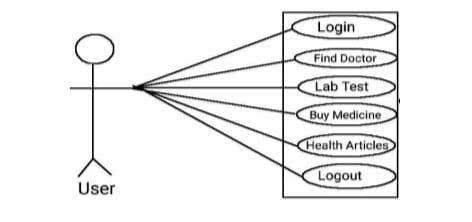 Login
Find Doctor
Lab Test
Buy Medicine
Health Articles
Logout
User